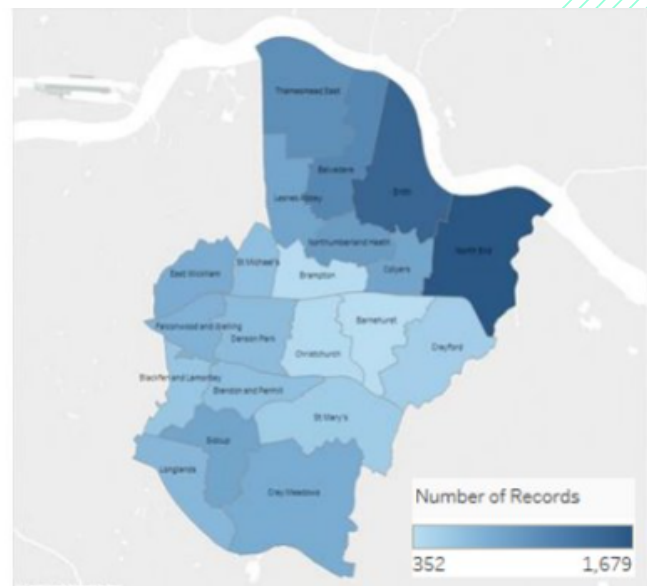 Thamesmead East
Belvedere
Erith
Lesnes Abbey
Northumberland Heath
North End
St Michael's
East Wickham
Brampton
Colyers
Barnehurst
Falconwood and Welling
Danson Park
Christchurch
Crayford
Blackfen and Lamorbey
Blendon and Penhill
St Mary's
Sidcup
Longlands
Cray Meadows
Number of Records
352
1,679